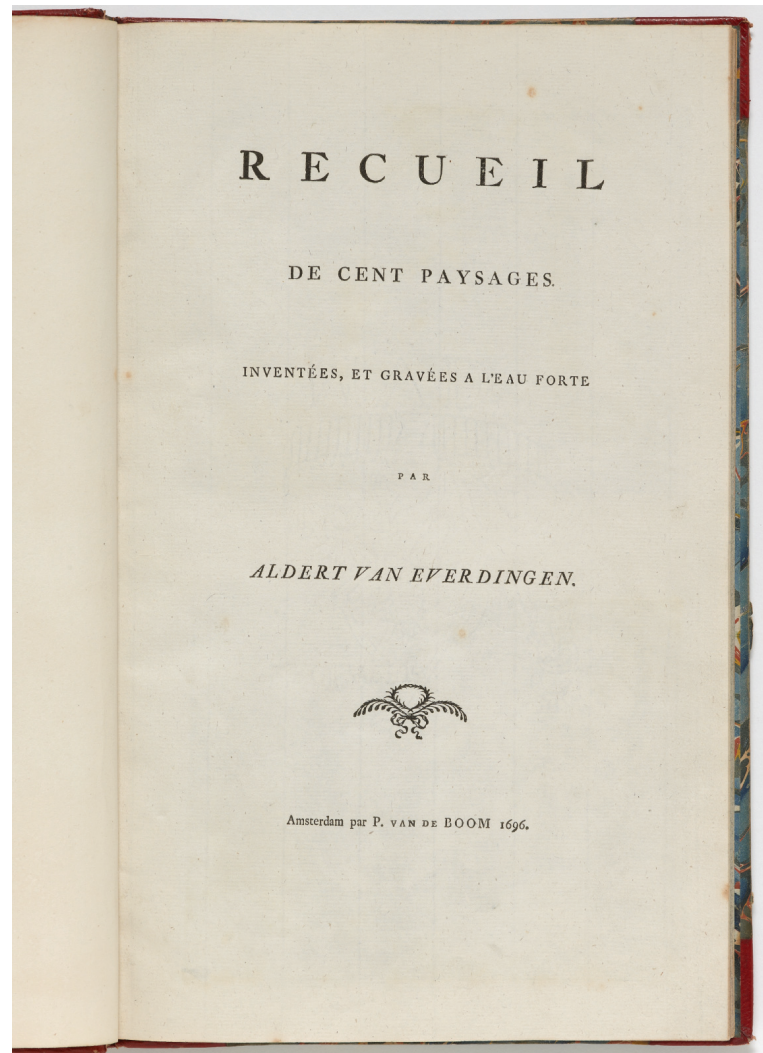 RECUEIL
DE CENT PAYSAGES.
INVENTÉES, ET GRAVÉES A L'EAU FORTE
PAR
ALDERT VAN EVERDINGEN.
Amsterdam par P. VAN DE BOOM 1696.